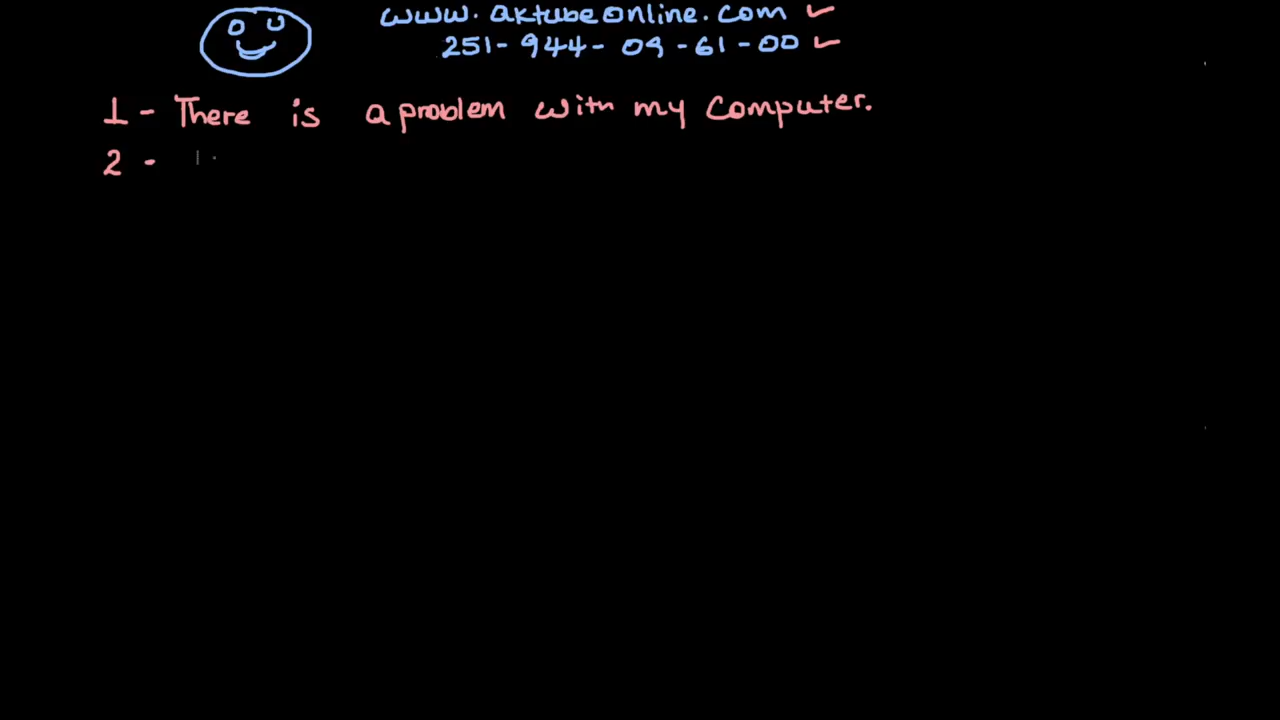 www.aktubeonline.com
251-944-09-61-00
1 - There is a problem with my computer.
2 -